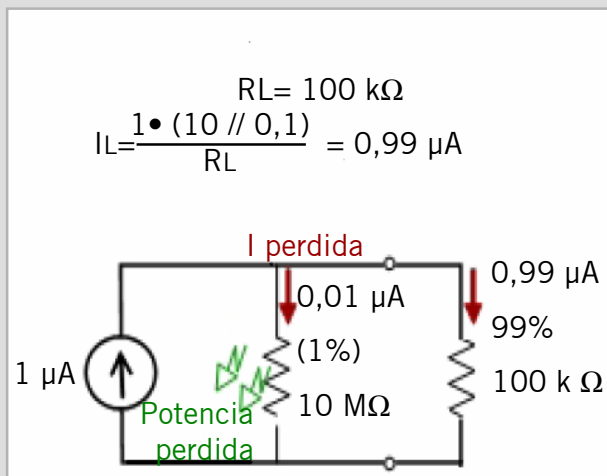 RL= 100 kΩ
IL= 1• (10 // 0,1) / RL = 0,99 µA
I perdida
0,01 µA
(1%)
10 MΩ
0,99 µA
99%
100 k Ω
1 µA
Potencia
perdida